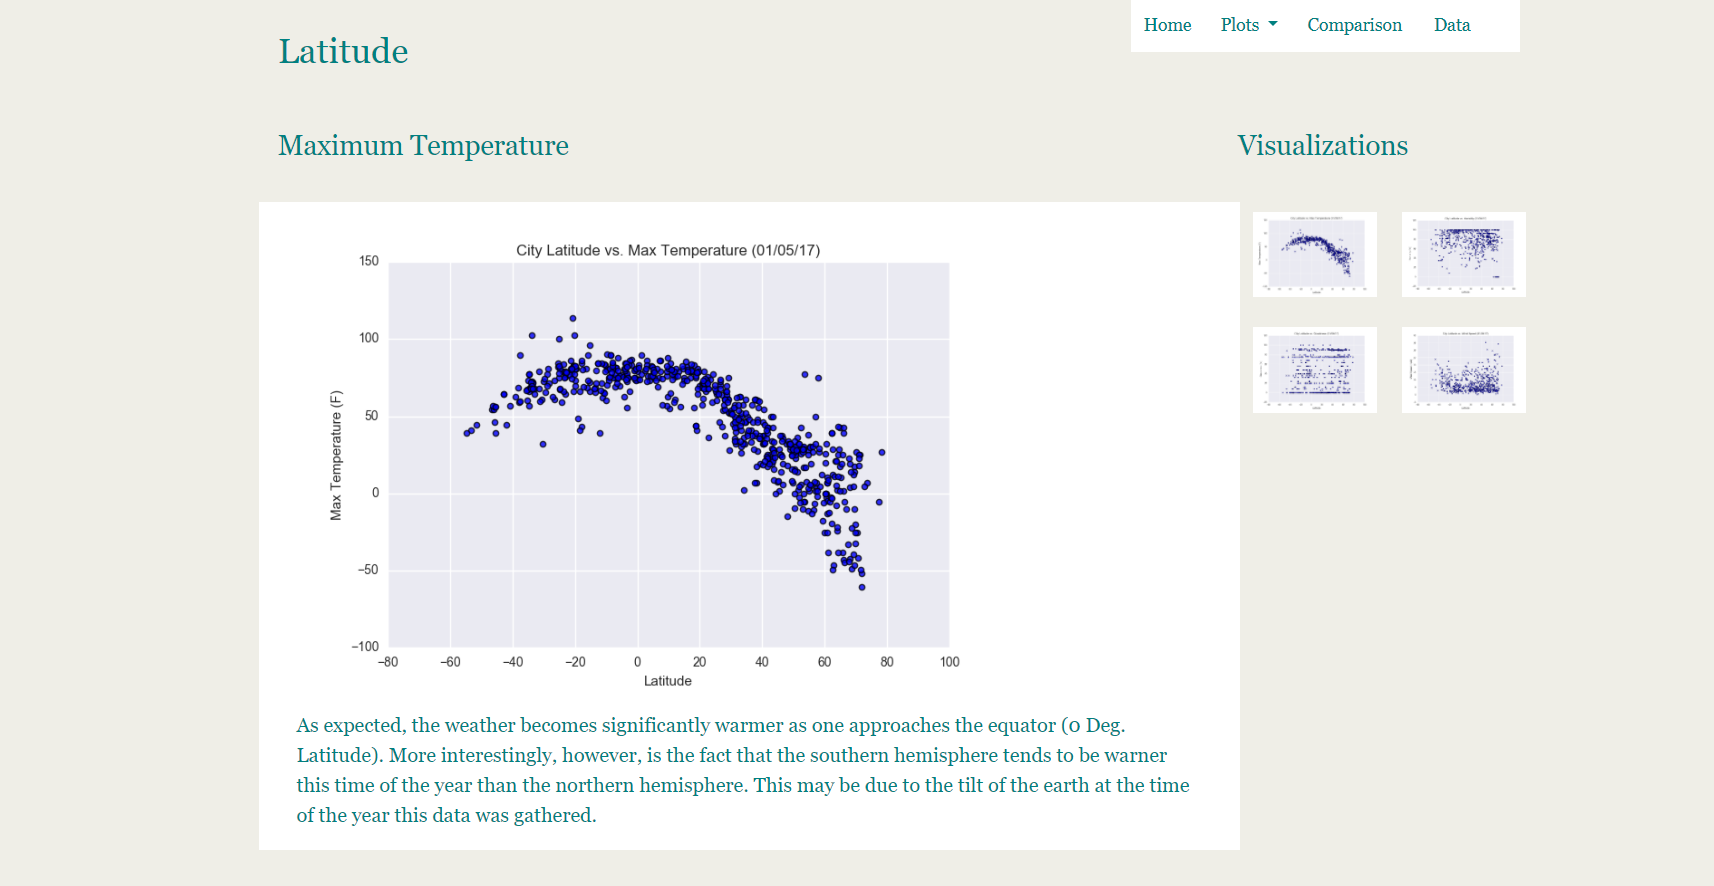 Home Plots Comparison Data
Latitude
Maximum Temperature
Visualizations
City Latitude vs. Max Temperature (01/05/17)
150
100
50
0
−50
−100
Max Temperature (F)
−80 −60 −40 −20 0 20 40 60 80 100
Latitude
As expected, the weather becomes significantly warmer as one approaches the equator (0 Deg.
Latitude). More interestingly, however, is the fact that the southern hemisphere tends to be warner
this time of the year than the northern hemisphere. This may be due to the tilt of the earth at the time
of the year this data was gathered.